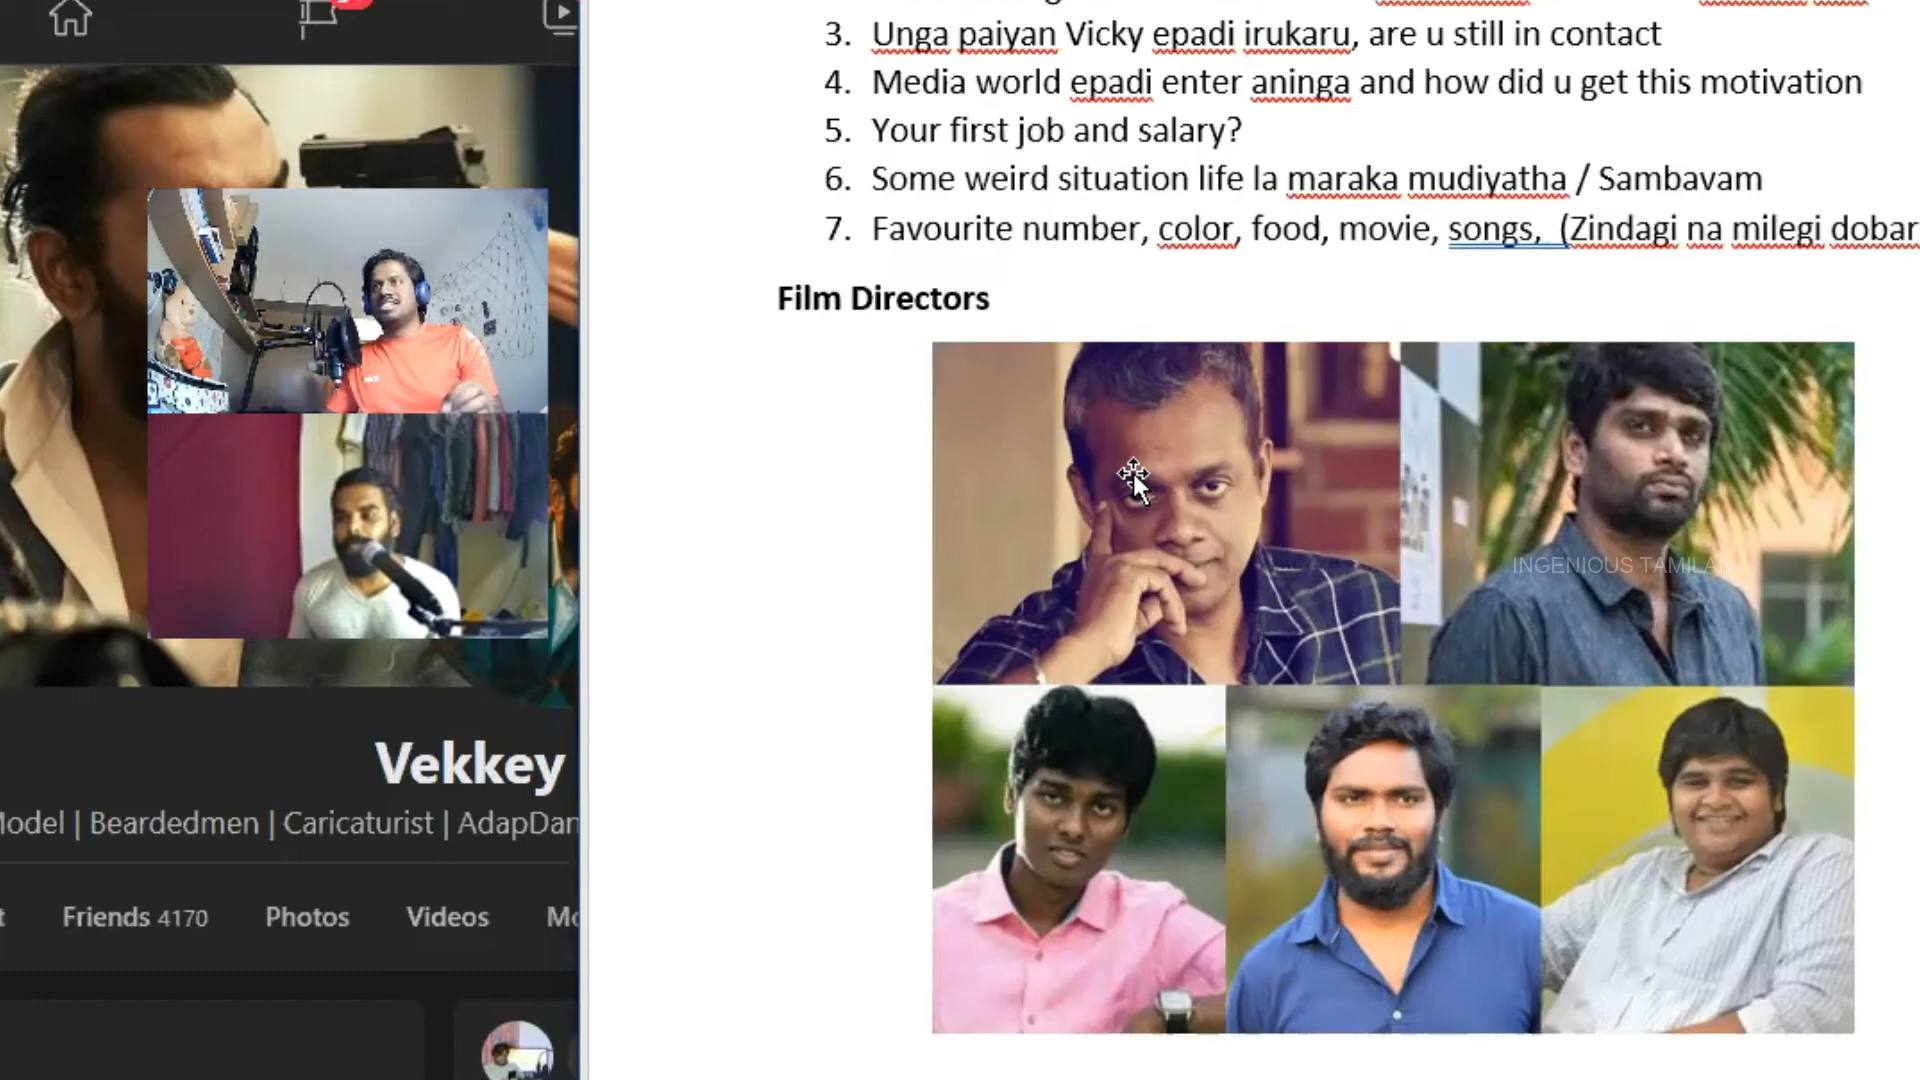 3. Unga paiyan Vicky epadi irukaru, are u still in contact
4. Media world epadi enter aninga and how did u get this motivation
5. Your first job and salary?
6. Some weird situation life la maraka mudiyatha / Sambavam
7. Favourite number, color, food, movie, songs, (Zindagi na milegi dobar
Film Directors
INGENIOUS TAMILAN
Vekkey
Model | Beardedmen | Caricaturist | AdapDan
Friends 4170 Photos Videos Mo